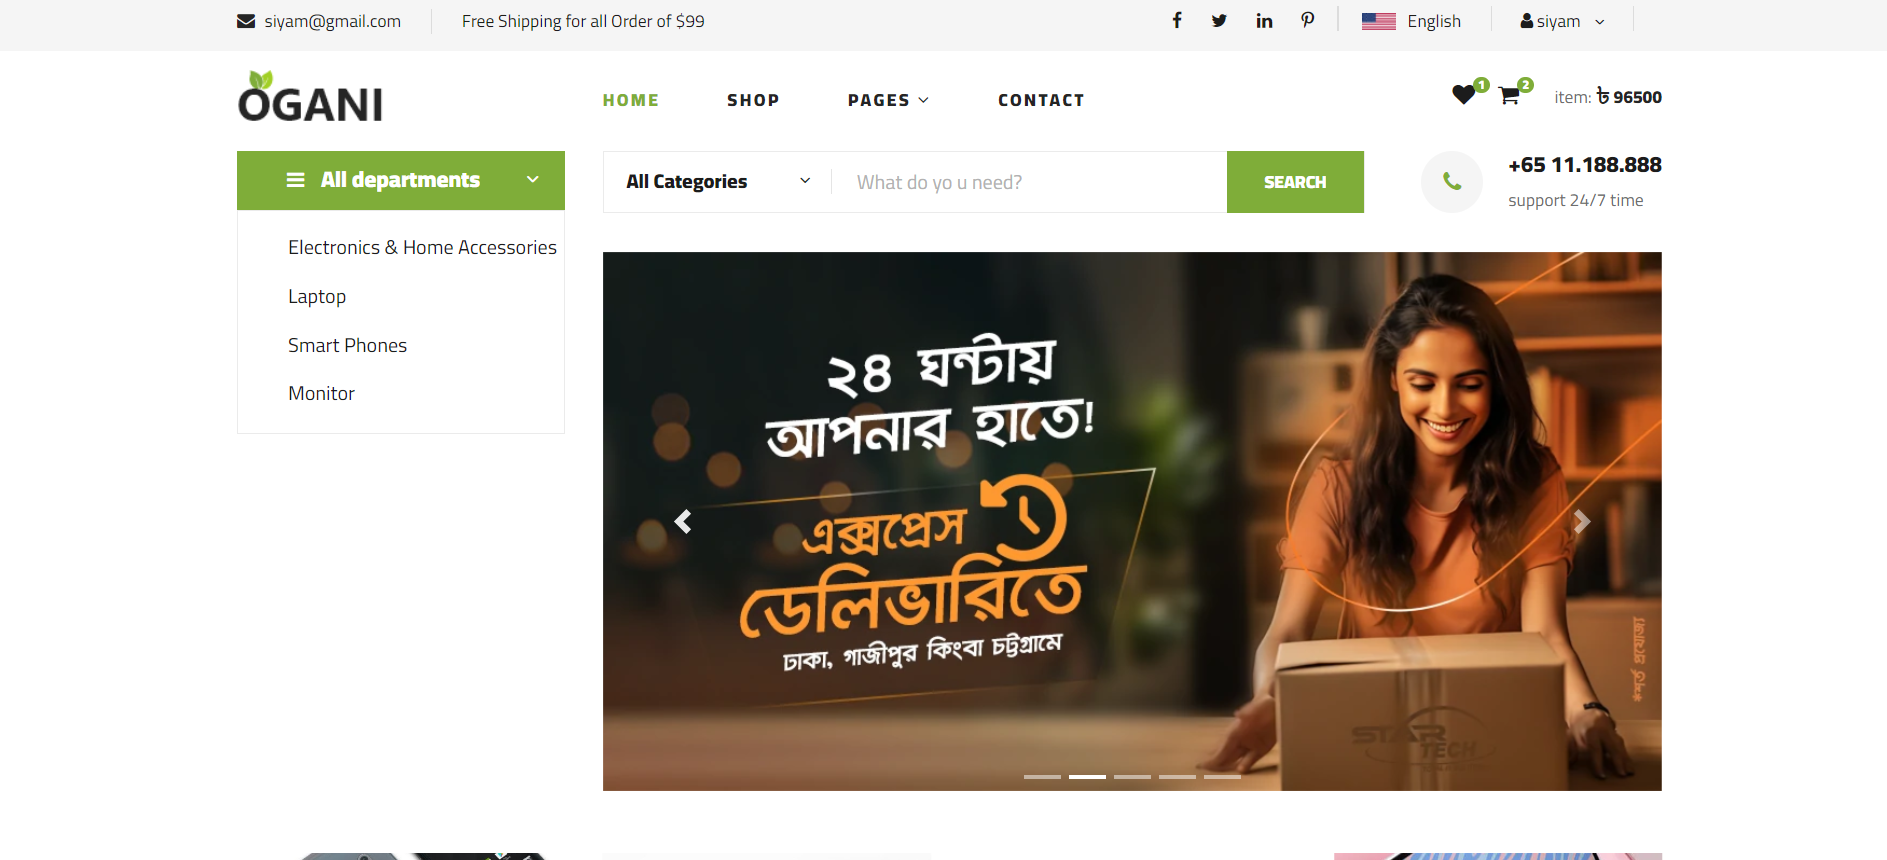 siyam@gmail.com
Free Shipping for all Order of $99
English
siyam
OGANI
HOME
SHOP
PAGES
CONTACT
1
2
item: ৳ 96500
All departments
All Categories
What do yo u need?
SEARCH
+65 11.188.888
support 24/7 time
Electronics & Home Accessories
Laptop
Smart Phones
Monitor
২৪ ঘন্টায়
আপনার হাতে!
এক্সপ্রেস
ডেলিভারিতে
ঢাকা, গাজীপুর কিংবা চট্টগ্রামে
*শর্ত প্রযোজ্য
STAR
TECH